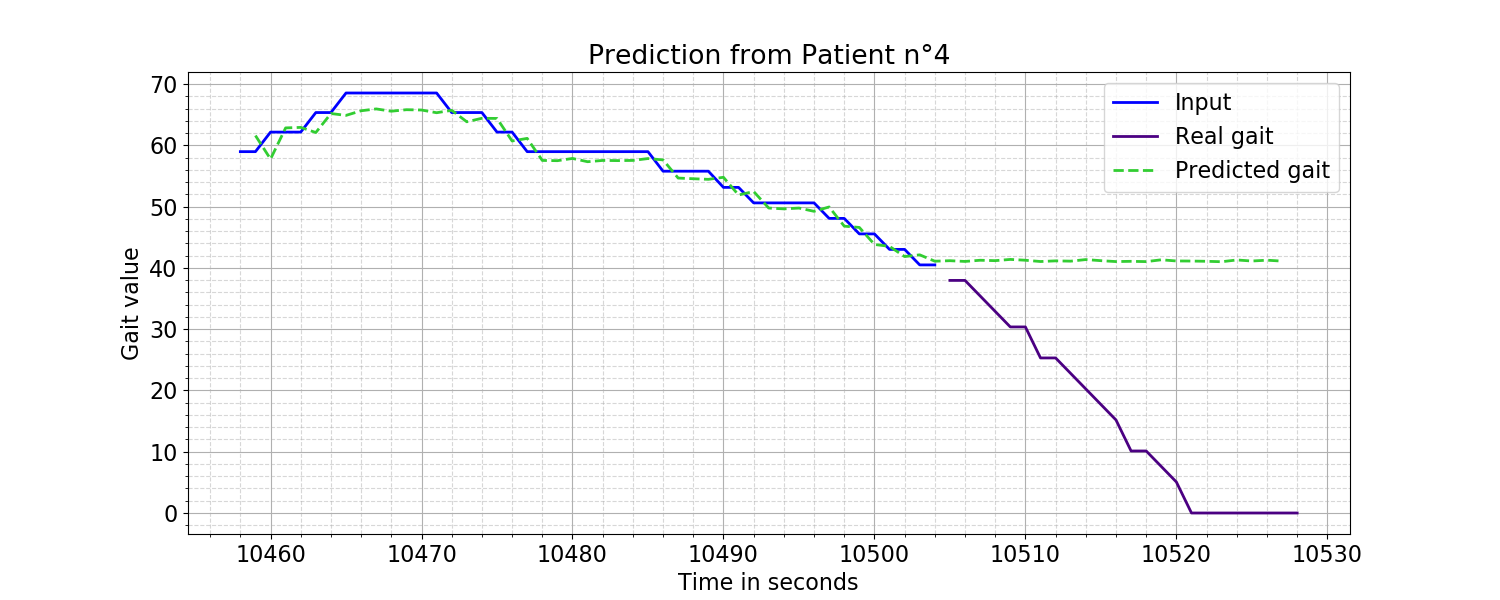 Prediction from Patient n°4
Input
Real gait
Predicted gait
Gait value
70
60
50
40
30
20
10
0
10460 10470 10480 10490 10500 10510 10520 10530
Time in seconds